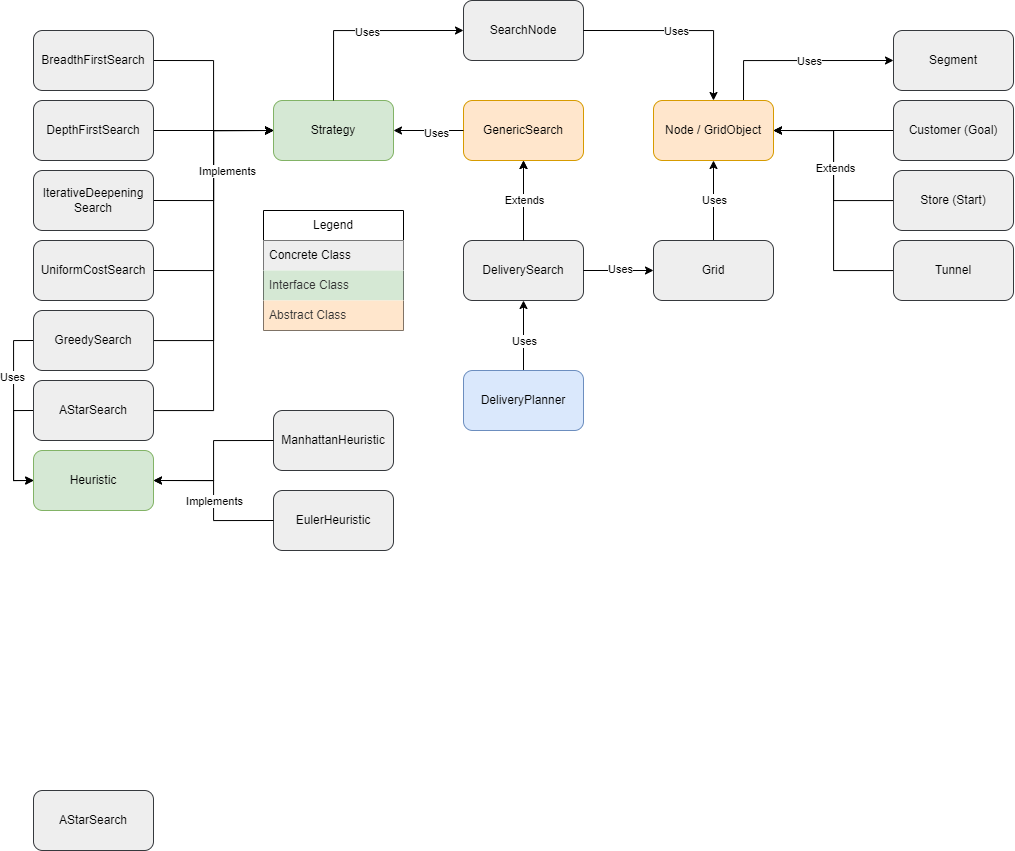 SearchNode
Uses
Uses
BreadthFirstSearch
Uses
Segment
DepthFirstSearch
Strategy
Uses
GenericSearch
Node / GridObject
Customer (Goal)
Implements
Extends
IterativeDeepening
Search
Extends
Uses
Store (Start)
Legend
Concrete Class
Interface Class
Abstract Class
UniformCostSearch
DeliverySearch
Uses
Grid
Tunnel
GreedySearch
Uses
Uses
AStarSearch
DeliveryPlanner
ManhattanHeuristic
Heuristic
Implements
EulerHeuristic
AStarSearch